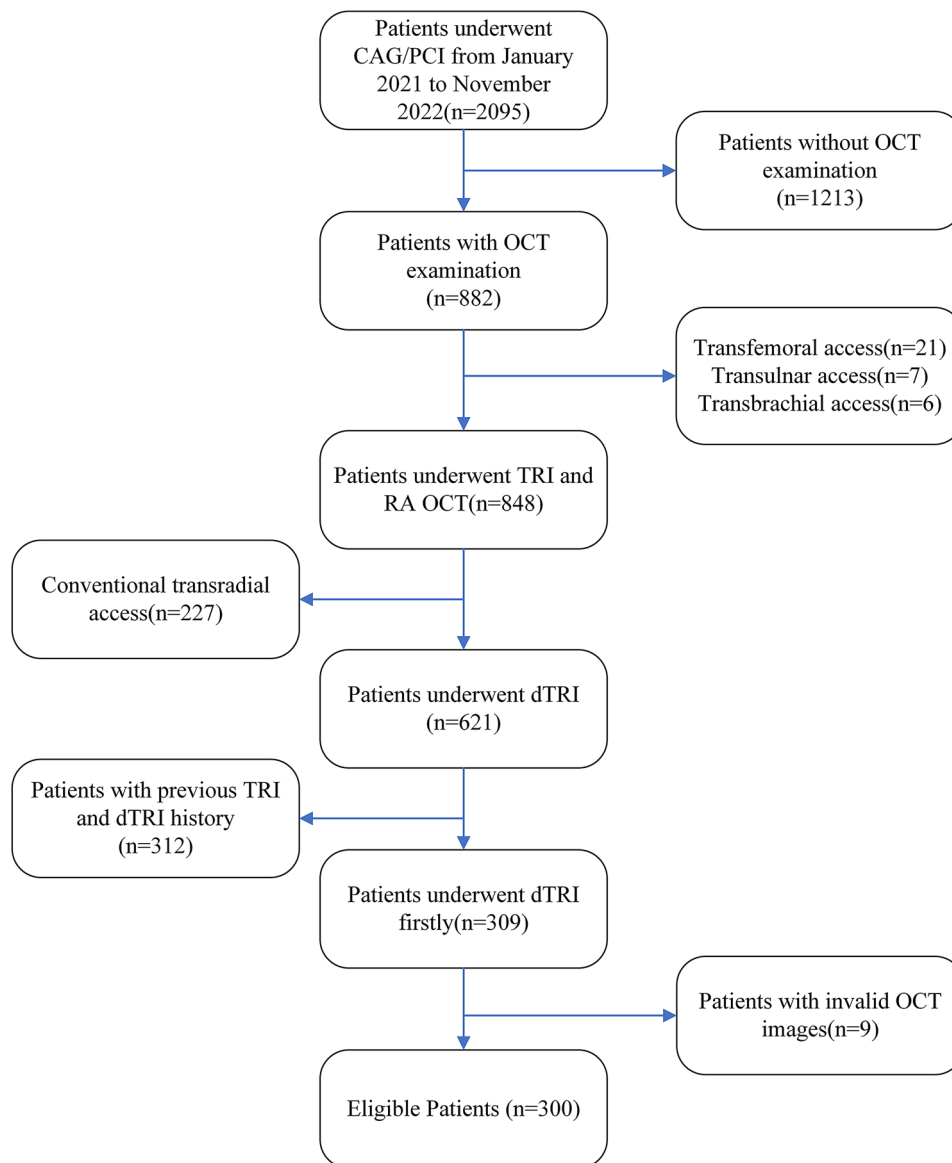 Patients underwent
CAG/PCI from January
2021 to November
2022(n=2095)
Patients without OCT
examination
(n=1213)
Patients with OCT
examination
(n=882)
Transfemoral access(n=21)
Transulnar access(n=7)
Transbrachial access(n=6)
Patients underwent TRI and
RA OCT(n=848)
Conventional transradial
access(n=227)
Patients underwent dTRI
(n=621)
Patients with previous TRI
and dTRI history
(n=312)
Patients underwent dTRI
firstly(n=309)
Patients with invalid OCT
images(n=9)
Eligible Patients (n=300)